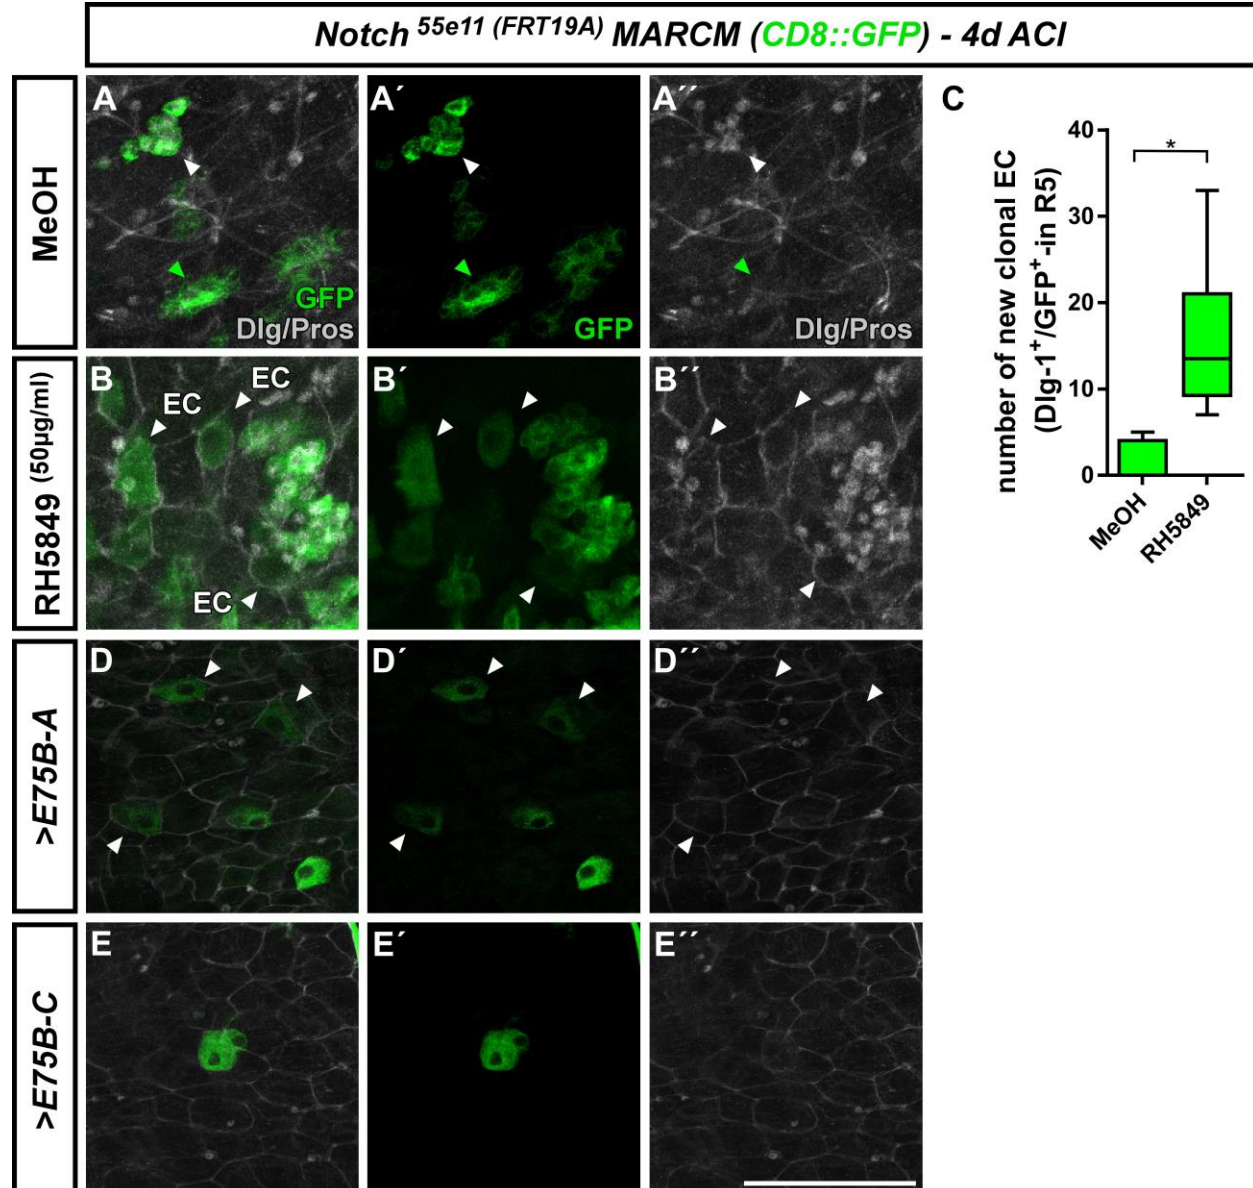 Notch 55e11 (FRT19A) MARCM (CD8::GFP) - 4d ACI
MeOH
A
GFP
Dlg/Pros
A´
GFP
A´´
Dlg/Pros
C
number of new clonal EC
(Dlg-1+/GFP+-in R5)
40
30
20
10
0
*
MeOH
RH5849
RH5849 (50µg/ml)
B
EC
EC
EC
B´
B´´
>E75B-A
D
D´
D´´
>E75B-C
E
E´
E´´